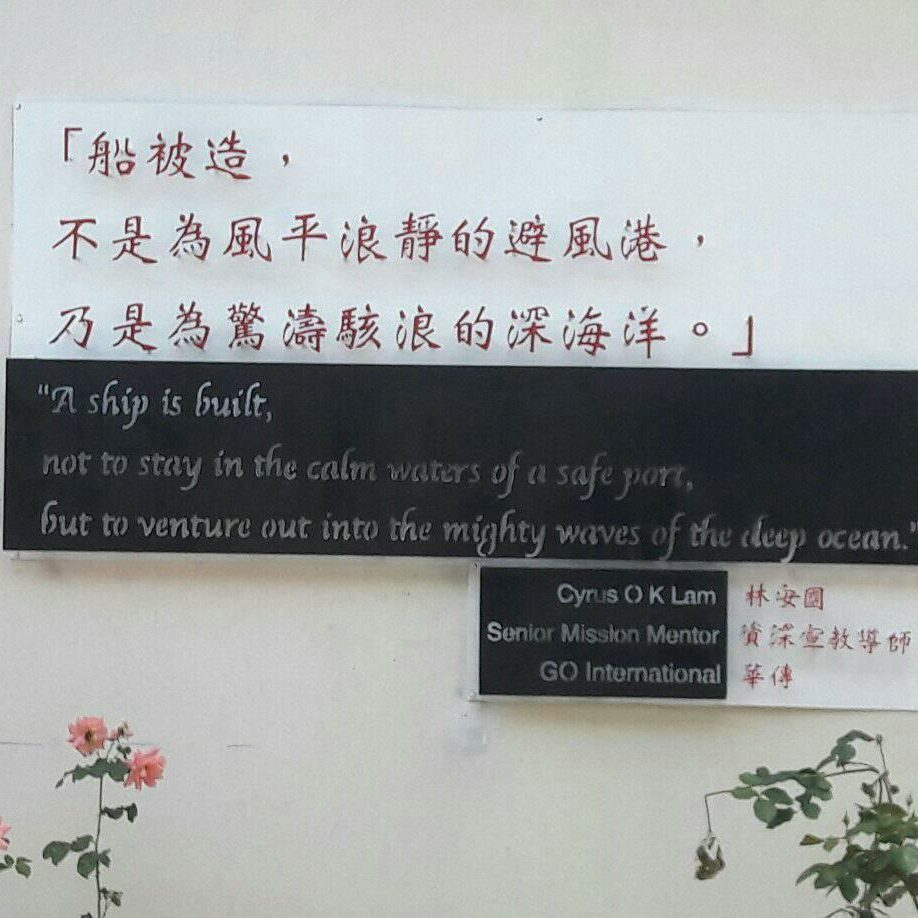 「船被造，
不是為風平浪靜的避風港，
乃是為驚濤駭浪的深海洋。」
"A ship is built,
not to stay in the calm waters of a safe port,
but to venture out into the mighty waves of the deep ocean."
Cyrus O K Lam 林安國
Senior Mission Mentor 資深宣教導師
GO International 華傳